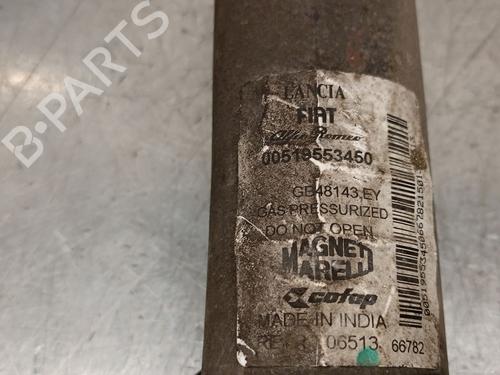 B-PARTS
LANCIA
FIAT
Alfa Romeo
00519553450
GB48143.EY
GAS PRESSURIZED
DO NOT OPEN
MAGNETI
MARELLI
cofap
MADE IN INDIA
06513 66782